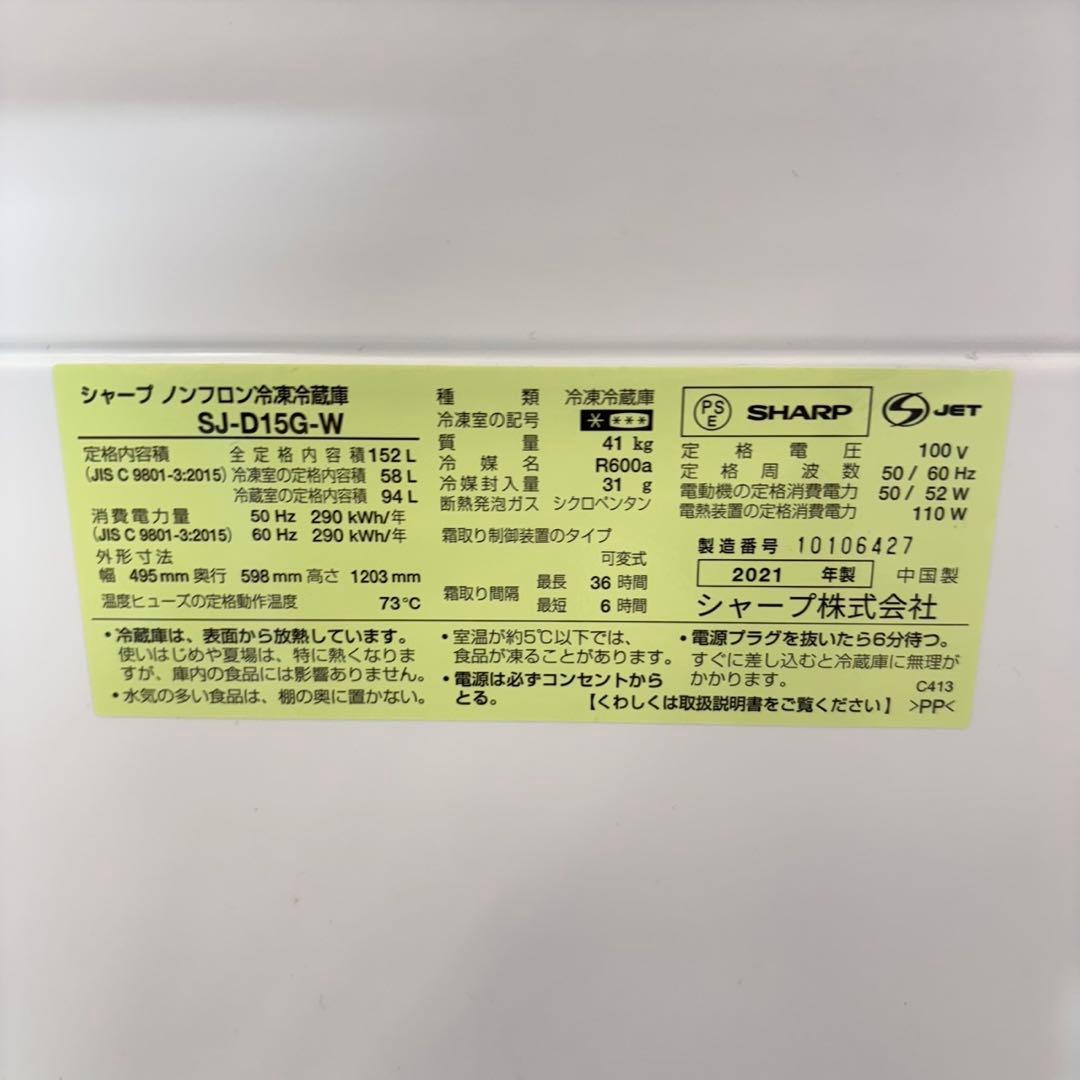 シャープ ノンフロン冷凍冷蔵庫
SJ-D15G-W
定格内容積 全定格内容積 152 L
(JIS C 9801-3:2015) 冷凍室の定格内容積 58 L
冷蔵室の定格内容積 94 L
消費電力量 50 Hz 290 kWh/年
(JIS C 9801-3:2015) 60 Hz 290 kWh/年
外形寸法
幅 495 mm 奥行 598 mm 高さ 1203 mm
温度ヒューズの定格動作温度 73℃
種類 冷凍冷蔵庫
冷凍室の記号 * ***
質量 41 kg
冷媒名 R600a
冷媒封入量 31 g
断熱発泡ガス シクロペンタン
霜取り制御装置のタイプ
可変式
霜取り間隔 最長 36 時間
最短 6 時間
PSE SHARP JET
定格電圧 100 V
定格周波数 50 / 60 Hz
電動機の定格消費電力 50 / 52 W
電熱装置の定格消費電力 110 W
製造番号 10106427
2021 年製 中国製
シャープ株式会社
・冷蔵庫は、表面から放熱しています。
使いはじめや夏場は、特に熱くなりま
すが、庫内の食品には影響ありません。
・水気の多い食品は、棚の奥に置かない。
・室温が約5℃以下では、
食品が凍ることがあります。
・電源は必ずコンセントから
とる。
・電源プラグを抜いたら6分待つ。
すぐに差し込むと冷蔵庫に無理が
かかります。 C413
【くわしくは取扱説明書をご覧ください】 >PP<